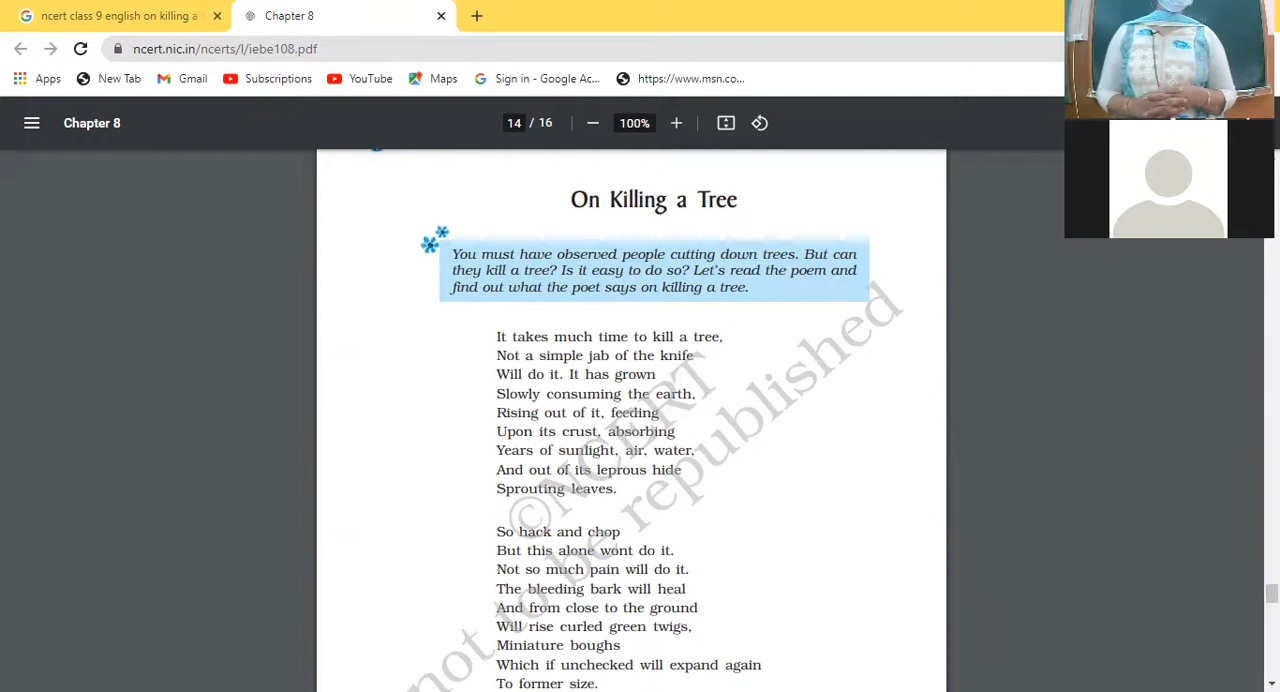 ncert class 9 english on killing a
Chapter 8
ncert.nic.in/ncerts/l/iebe108.pdf
Apps
New Tab
Gmail
Subscriptions
YouTube
Maps
Sign in - Google Ac...
https://www.msn.co...
Chapter 8
14 / 16
100%
On Killing a Tree
You must have observed people cutting down trees. But can
they kill a tree? Is it easy to do so? Let's read the poem and
find out what the poet says on killing a tree.
It takes much time to kill a tree,
Not a simple jab of the knife
Will do it. It has grown
Slowly consuming the earth,
Rising out of it, feeding
Upon its crust, absorbing
Years of sunlight, air, water,
And out of its leprous hide
Sprouting leaves.
So hack and chop
But this alone wont do it.
Not so much pain will do it.
The bleeding bark will heal
And from close to the ground
Will rise curled green twigs,
Miniature boughs
Which if unchecked will expand again
To former size.
©NCERT
not to be republished